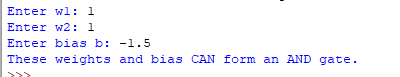 Enter w1: 1
Enter w2: 1
Enter bias b: -1.5
These weights and bias CAN form an AND gate.
>>>